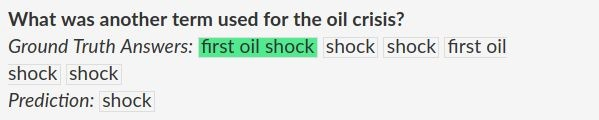 What was another term used for the oil crisis?
Ground Truth Answers: first oil shock shock shock first oil
shock shock
Prediction: shock